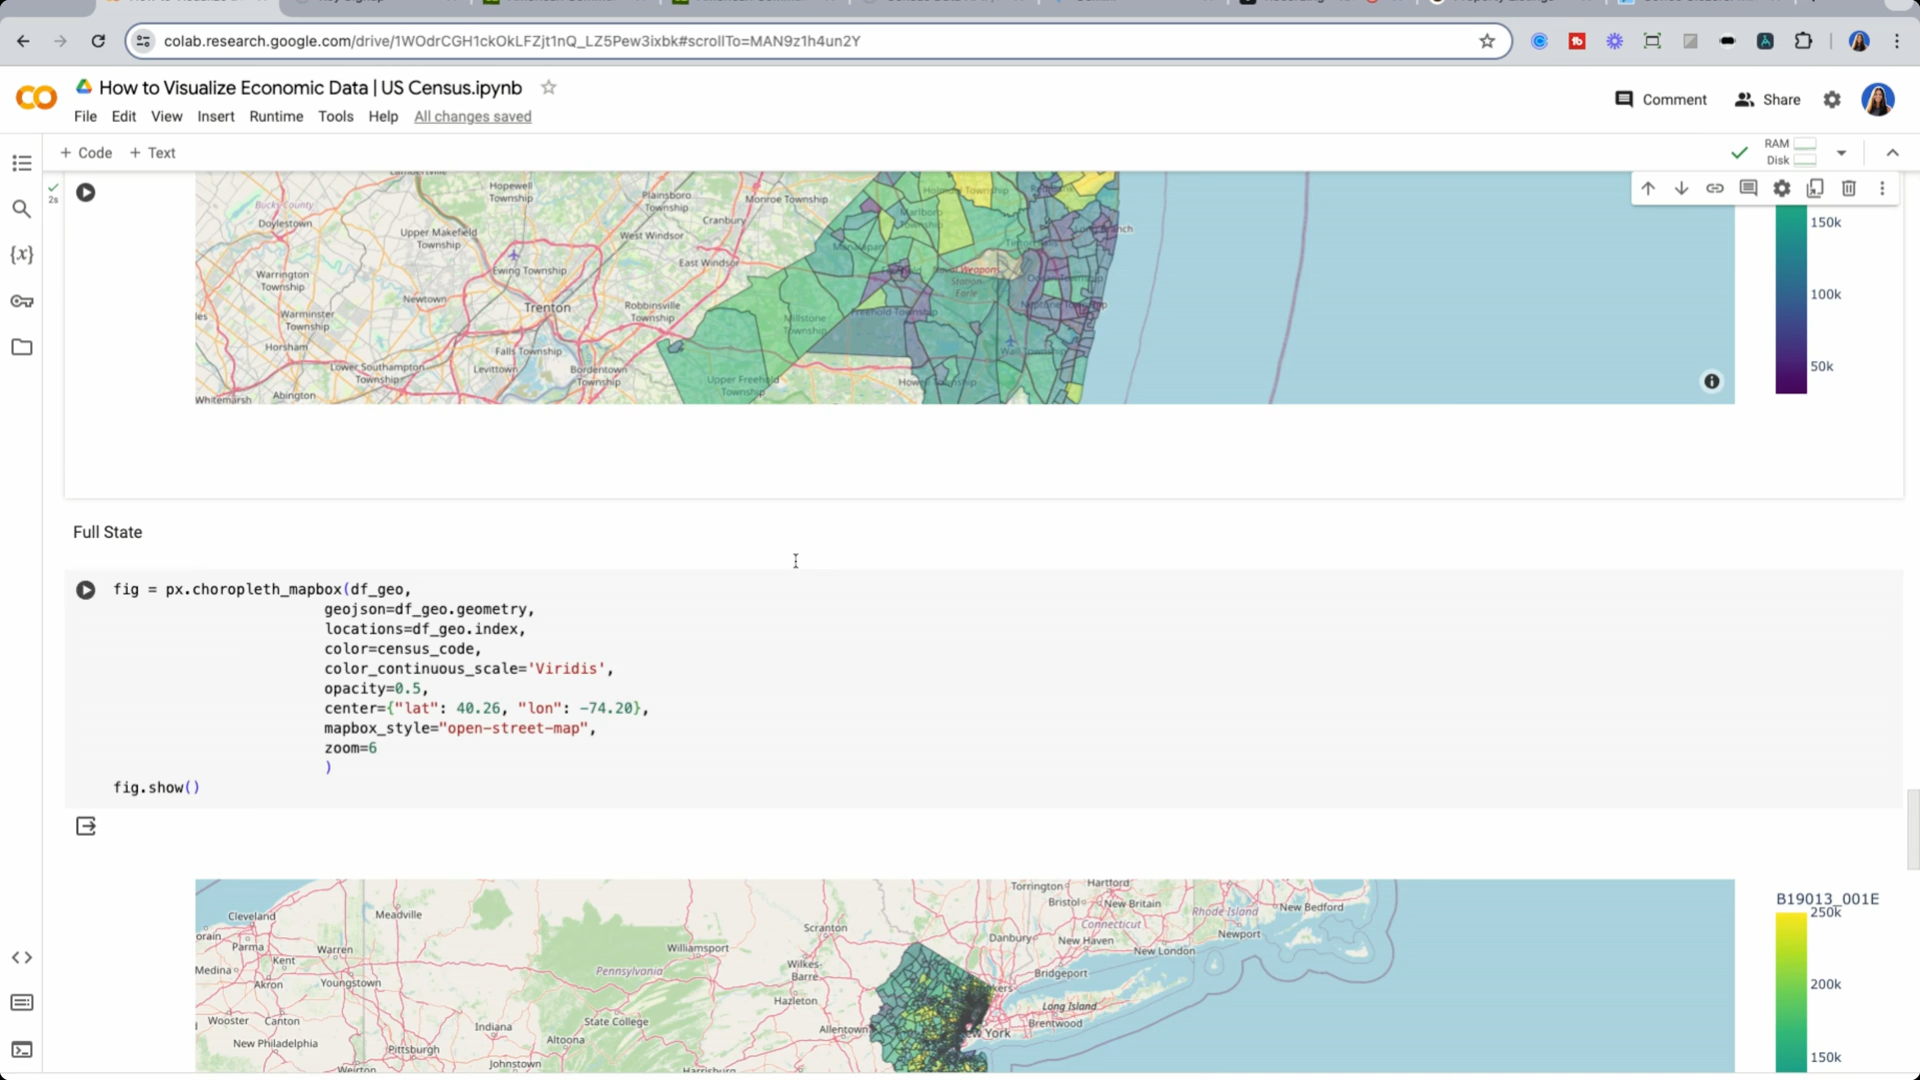 colab.research.google.com/drive/1WOdrCGH1ckOkLFZjt1nQ_LZ5Pew3ixbk#scrollTo=MAN9z1h4un2Y
How to Visualize Economic Data | US Census.ipynb
Comment
Share
File Edit View Insert Runtime Tools Help All changes saved
+ Code + Text
RAM
Disk
2s
Hopewell
Township
Plainsboro
Township
Monroe Township
Bucks County
Doylestown
Cranbury
Upper Makefield
Township
West Windsor
150k
Ewing Township
East Windsor
Warrington
Township
Newtown
Trenton
Robbinsville
Township
100k
Warminster
Township
Millstone
Township
Freehold Township
Horsham
Falls Township
Bordentown
Township
Levittown
Lower Southampton
Township
Upper Freehold
Township
50k
Whitemarsh
Abington
Full State
fig = px.choropleth_mapbox(df_geo,
geojson=df_geo.geometry,
locations=df_geo.index,
color=census_code,
color_continuous_scale='Viridis',
opacity=0.5,
center={"lat": 40.26, "lon": -74.20},
mapbox_style="open-street-map",
zoom=6
)
fig.show()
Torrington
Hartford
Bristol
New Britain
Rhode Island
New Bedford
B19013_001E
250k
Cleveland
Meadville
Scranton
Connecticut
Newport
Danbury
New Haven
New London
Warren
Williamsport
Kent
Parma
Wilkes-
Barre
Bridgeport
Medina
Akron
Youngstown
Pennsylvania
200k
Hazleton
Long Island
Wooster
Canton
Indiana
State College
Allentown
Brentwood
New Philadelphia
Pittsburgh
Altoona
Johnstown
Harrisburg
150k